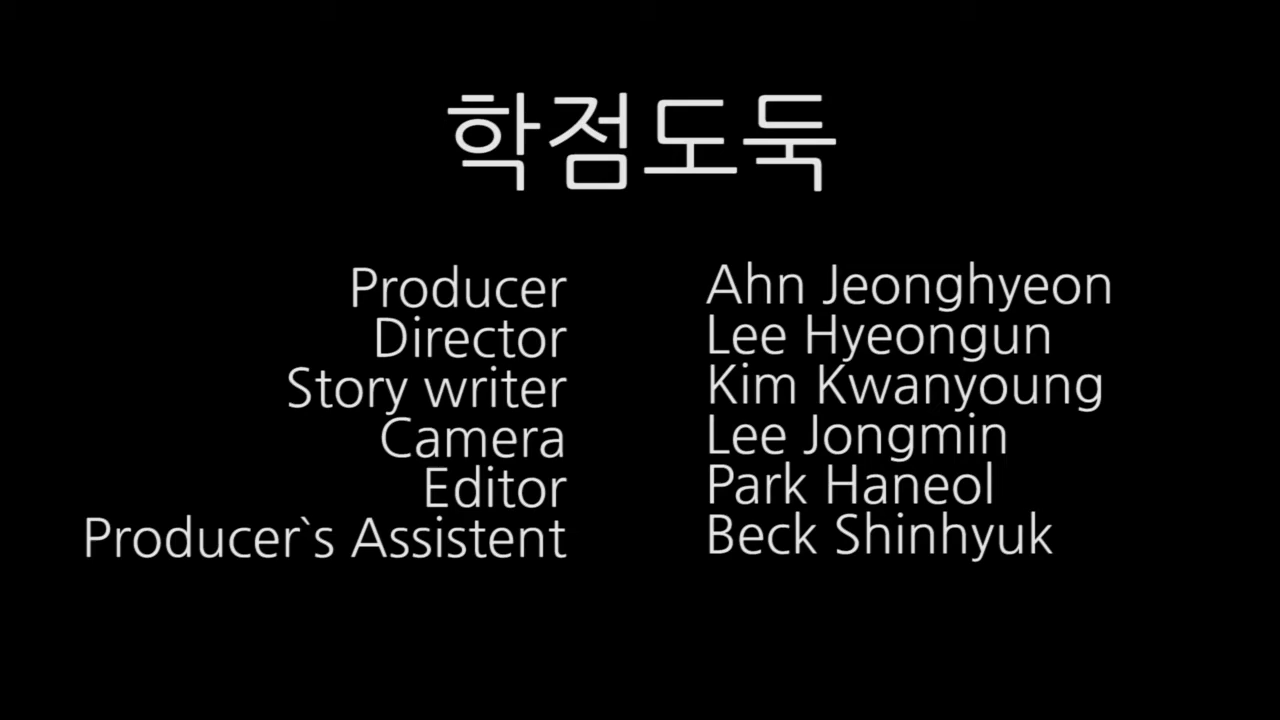 학점도둑
Producer Ahn Jeonghyeon
Director Lee Hyeongun
Story writer Kim Kwanyoung
Camera Lee Jongmin
Editor Park Haneol
Producer`s Assistent Beck Shinhyuk